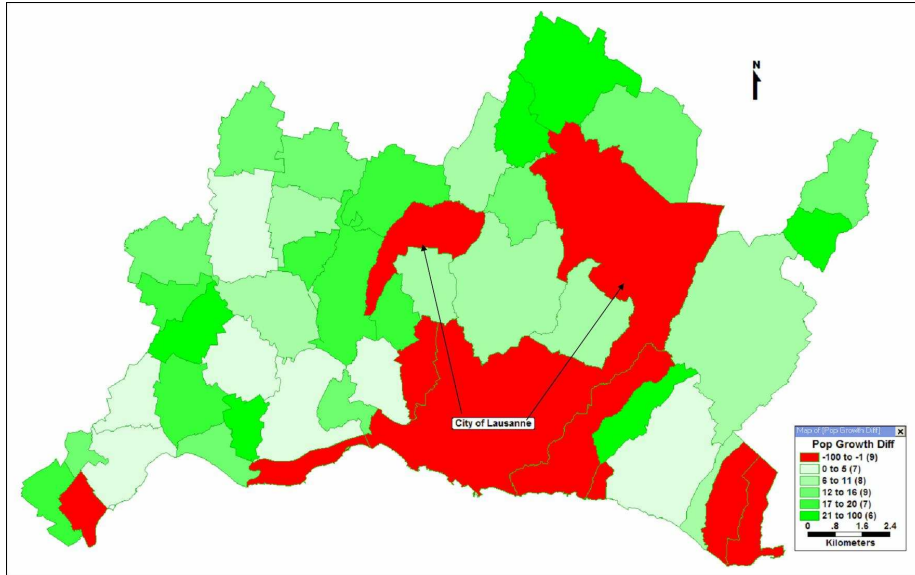 N
City of Lausanne
Map of [Pop Growth Diff]
Pop Growth Diff
-100 to -1 (9)
0 to 5 (7)
6 to 11 (8)
12 to 16 (9)
17 to 20 (7)
21 to 100 (6)
0 .8 1.6 2.4
Kilometers